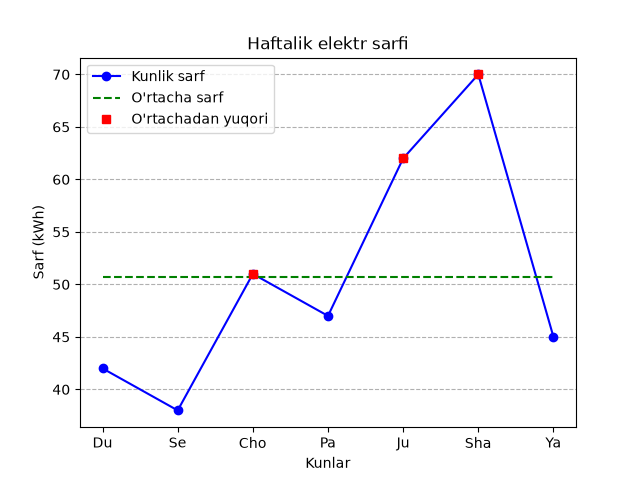 Haftalik elektr sarfi
Kunlik sarf
O'rtacha sarf
O'rtachadan yuqori
Sarf (kWh)
70
65
60
55
50
45
40
Du Se Cho Pa Ju Sha Ya
Kunlar